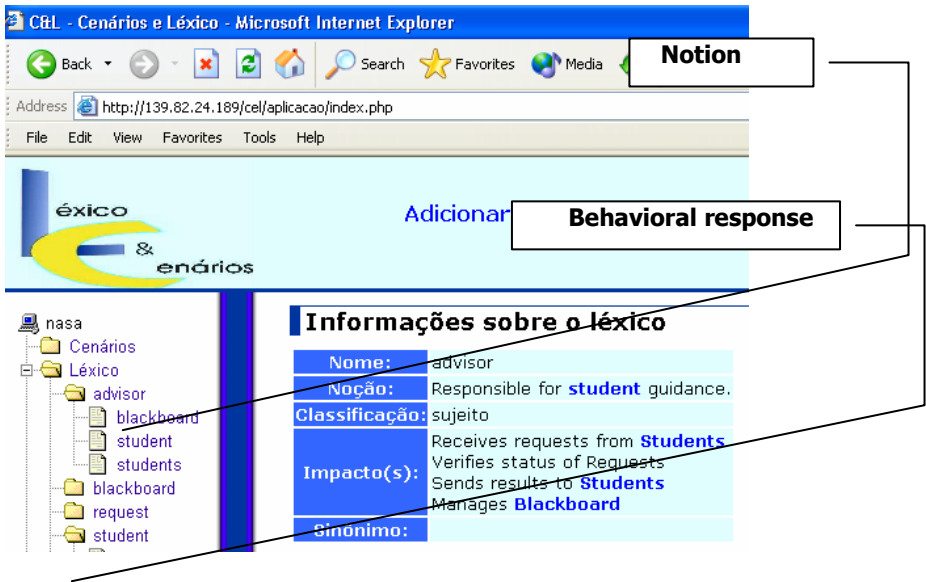 C&L - Cenários e Léxico - Microsoft Internet Explorer
Notion
Back Search Favorites Media
Address http://139.82.24.189/cel/aplicacao/index.php
File Edit View Favorites Tools Help
éxico
&
enários
Adicionar
Behavioral response
nasa
Cenários
Léxico
advisor
blackboard
student
students
blackboard
request
student
Informações sobre o léxico
Nome: advisor
Noção: Responsible for student guidance.
Classificação: sujeito
Impacto(s):
Receives requests from Students
Verifies status of Requests
Sends results to Students
Manages Blackboard
Sinônimo: